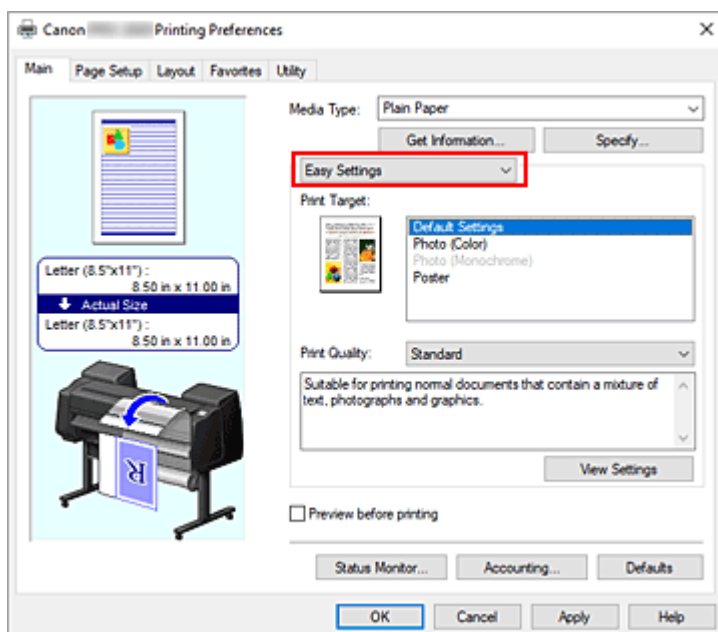 Canon Printing Preferences
Main Page Setup Layout Favorites Utility
Media Type: Plain Paper
Get Information... Specify...
Easy Settings
Print Target:
Default Settings
Photo (Color)
Photo (Monochrome)
Poster
Letter (8.5"x11") :
8.50 in x 11.00 in
Actual Size
Letter (8.5"x11") :
8.50 in x 11.00 in
Print Quality: Standard
Suitable for printing normal documents that contain a mixture of
text, photographs and graphics.
View Settings
R
Preview before printing
Status Monitor... Accounting... Defaults
OK Cancel Apply Help